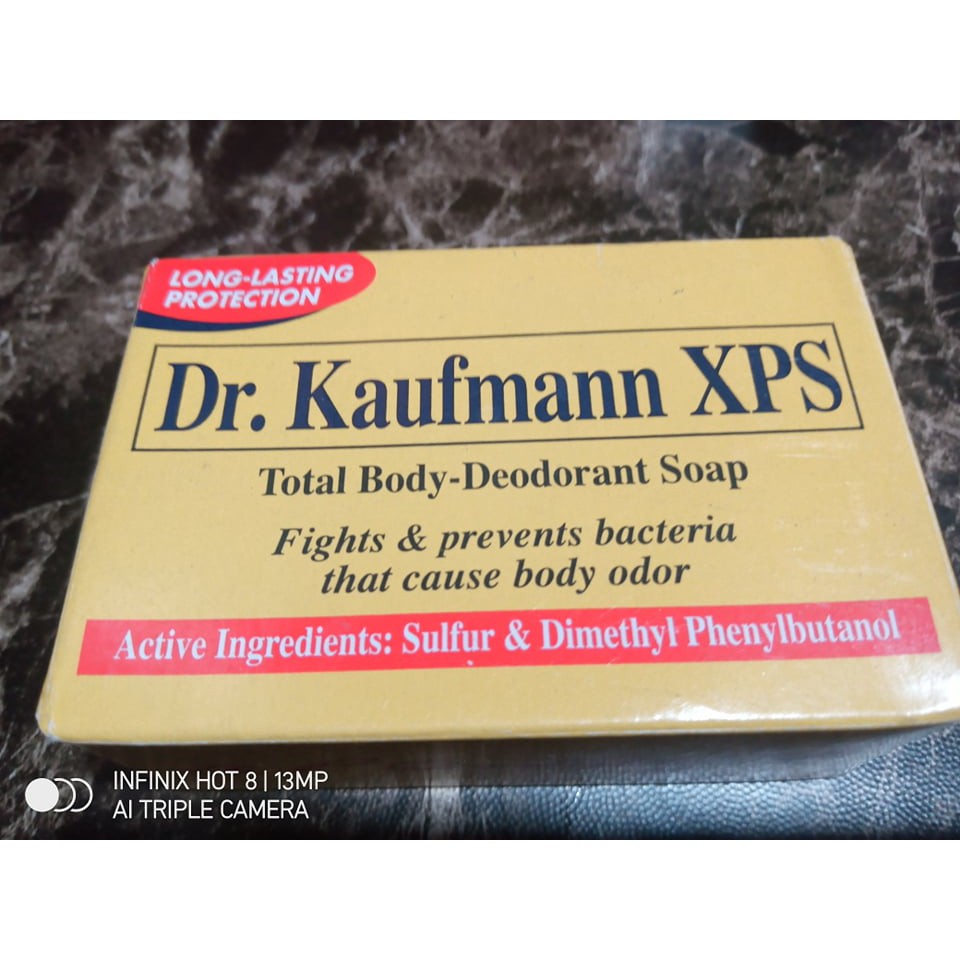 LONG-LASTING
PROTECTION
Dr. Kaufmann XPS
Total Body-Deodorant Soap
Fights & prevents bacteria
that cause body odor
Active Ingredients: Sulfur & Dimethyl Phenylbutanol
INFINIX HOT 8 | 13MP
AI TRIPLE CAMERA